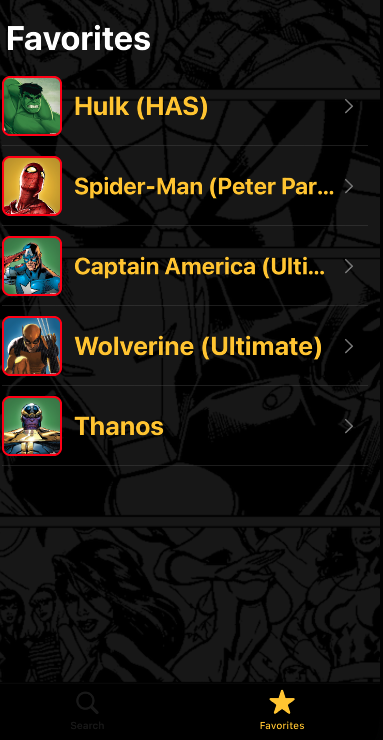 Favorites
Hulk (HAS)
Spider-Man (Peter Par...
Captain America (Ulti...
Wolverine (Ultimate)
Thanos
Search
Favorites